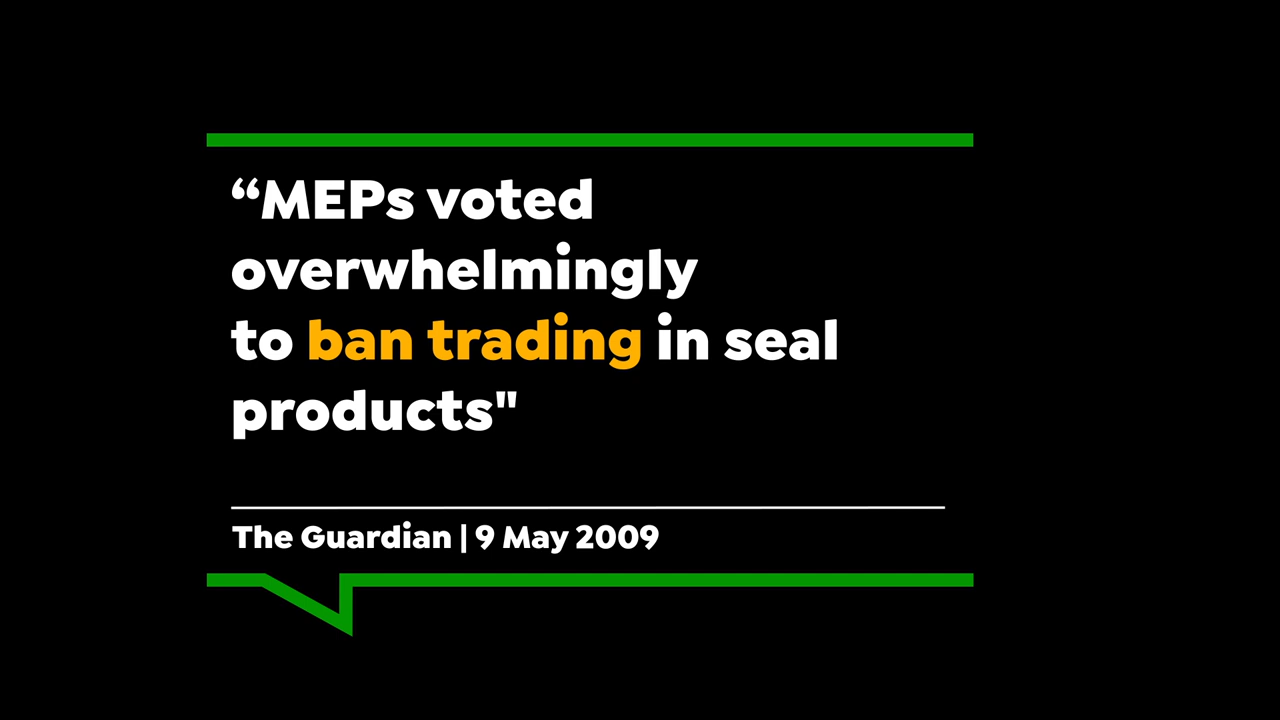 “MEPs voted
overwhelmingly
to ban trading in seal
products"
The Guardian | 9 May 2009